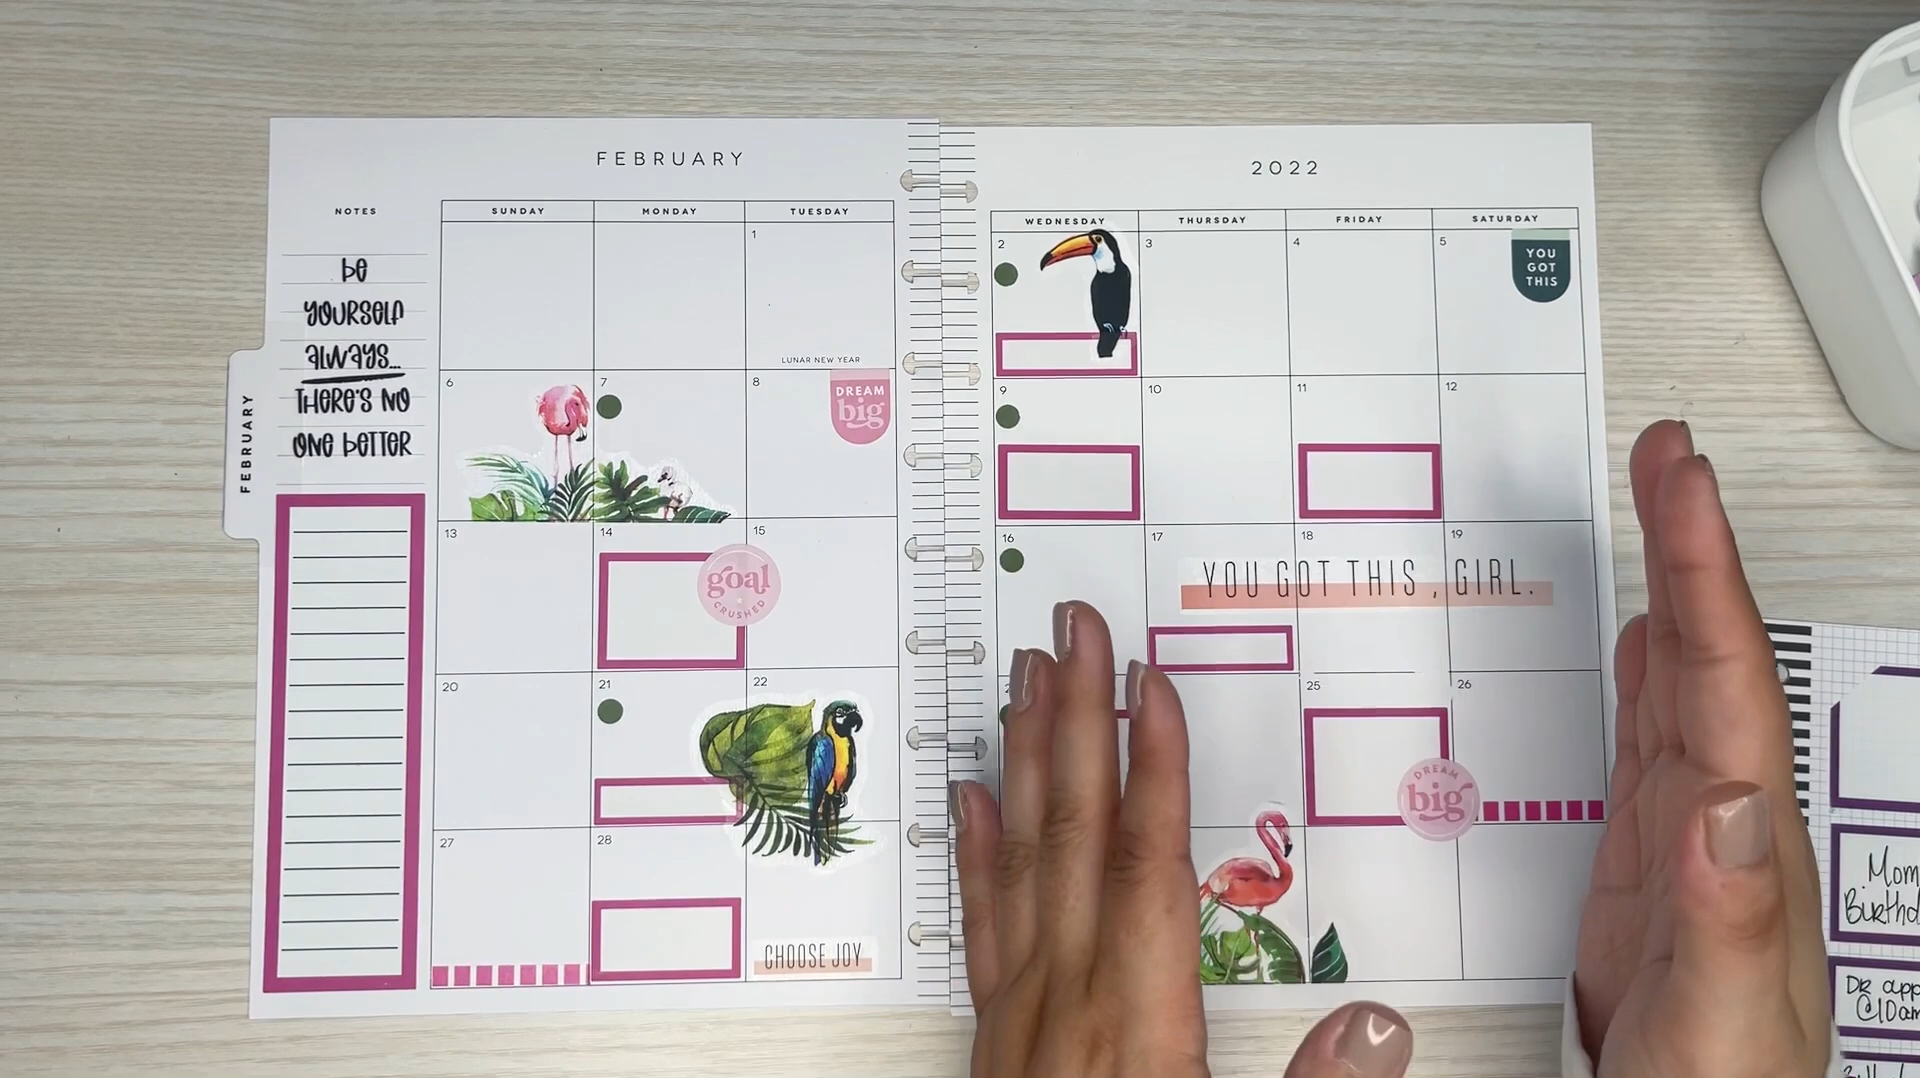 FEBRUARY
2022
NOTES
SUNDAY
MONDAY
TUESDAY
WEDNESDAY
THURSDAY
FRIDAY
SATURDAY
be
yourself
always...
there's no
one better
FEBRUARY
1
LUNAR NEW YEAR
2
3
4
5
YOU
GOT
THIS
6
7
8
DREAM
big
9
10
11
12
13
14
goal
CRUSHED
15
16
17
18
19
YOU GOT THIS, GIRL.
20
21
22
25
DREAM
big
26
27
28
CHOOSE JOY
Mom
Dr
@10am